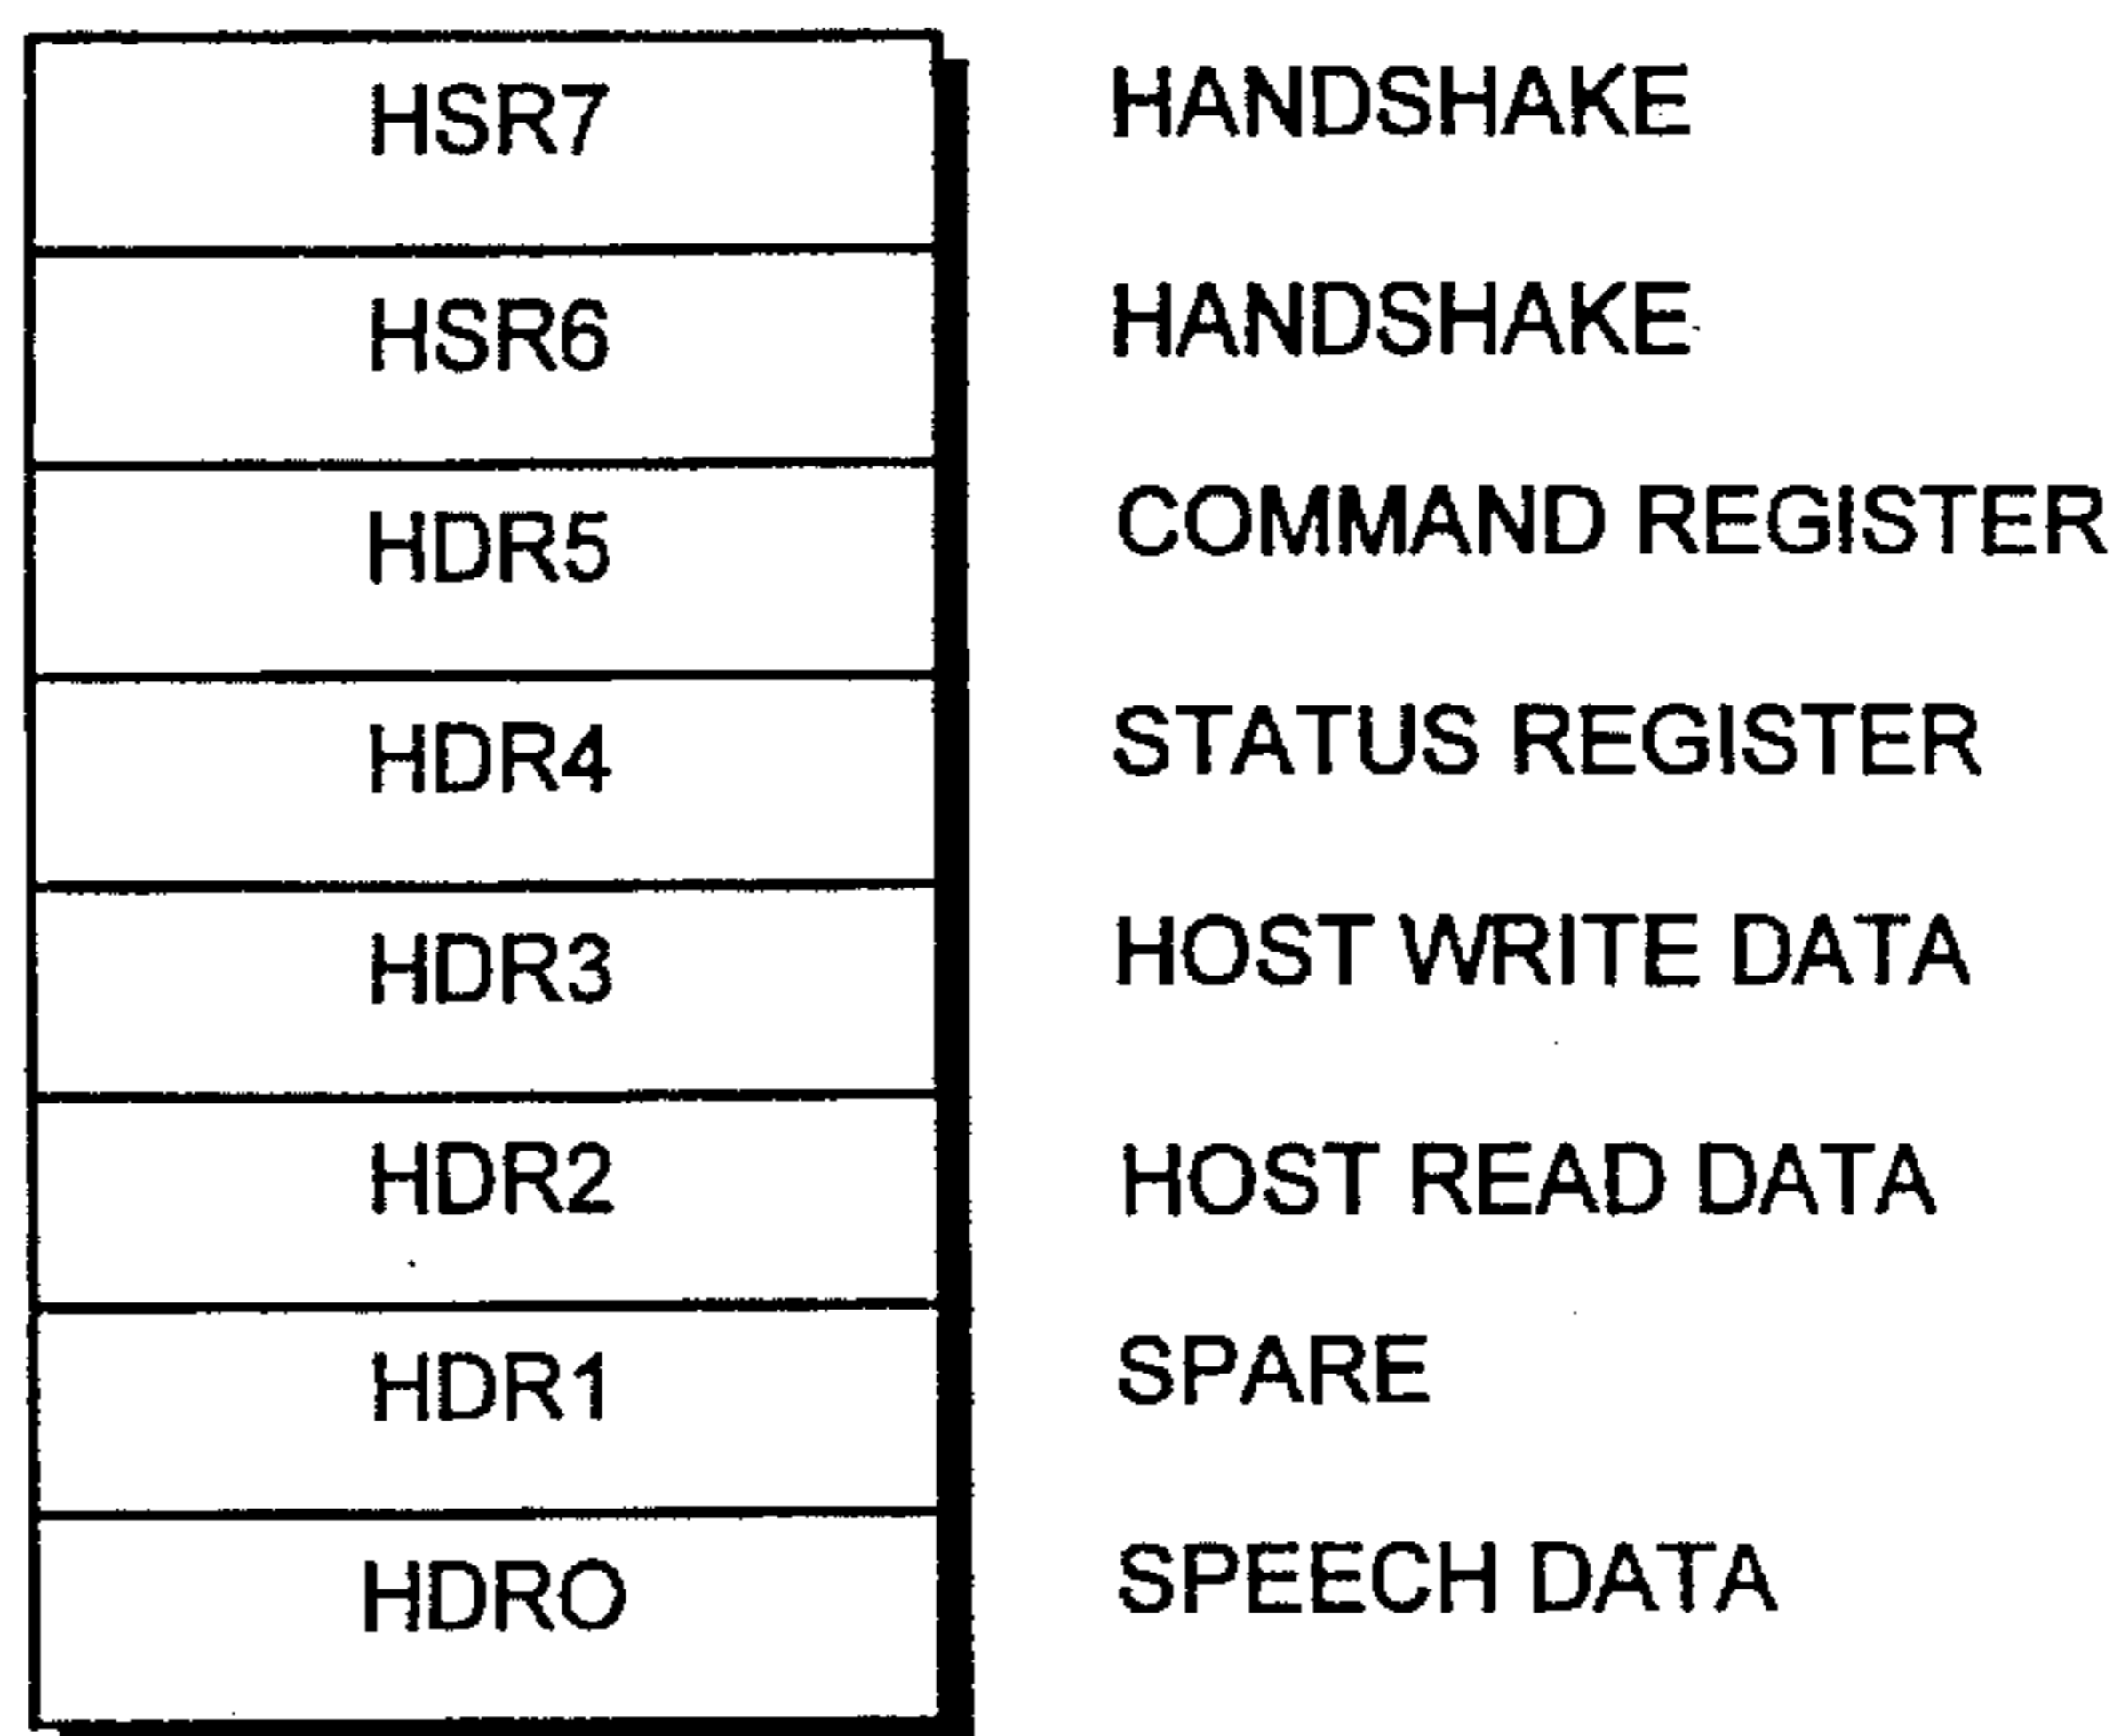 HSR7 HANDSHAKE
HSR6 HANDSHAKE
HDR5 COMMAND REGISTER
HDR4 STATUS REGISTER
HDR3 HOST WRITE DATA
HDR2 HOST READ DATA
HDR1 SPARE
HDRO SPEECH DATA